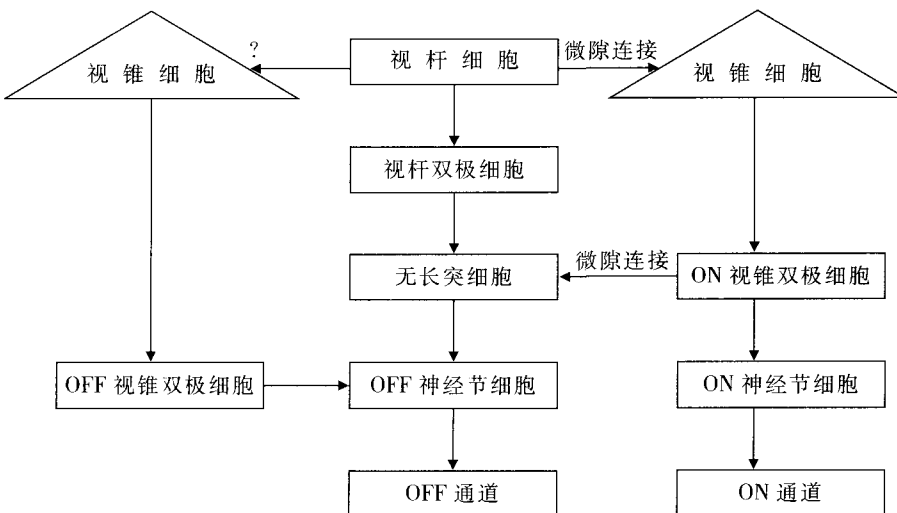 ?
视杆细胞
微隙连接
视锥细胞
视锥细胞
视杆双极细胞
无长突细胞
微隙连接
ON 视锥双极细胞
OFF 视锥双极细胞
OFF 神经节细胞
ON 神经节细胞
OFF 通道
ON 通道